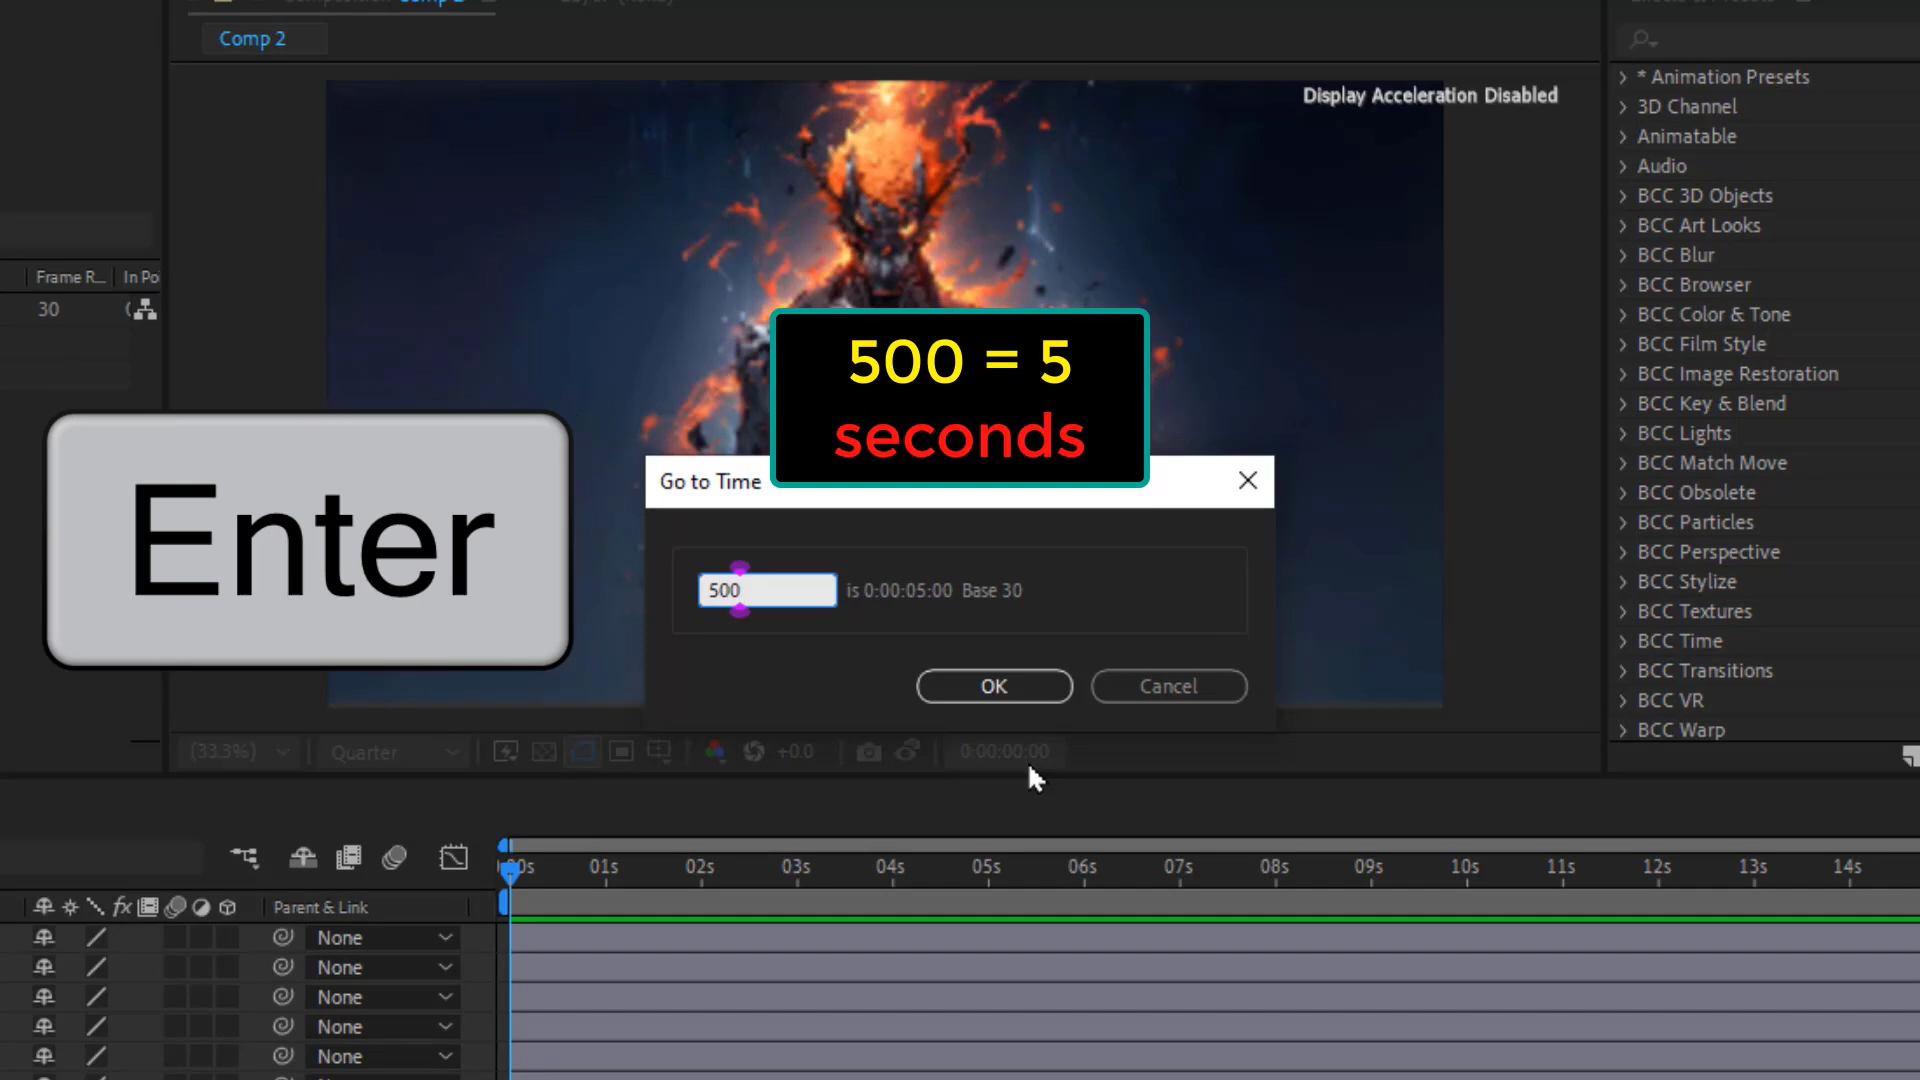 Comp 2
Display Acceleration Disabled
* Animation Presets
3D Channel
Animatable
Audio
BCC 3D Objects
BCC Art Looks
BCC Blur
BCC Browser
BCC Color & Tone
BCC Film Style
BCC Image Restoration
BCC Key & Blend
BCC Lights
BCC Match Move
BCC Obsolete
BCC Particles
BCC Perspective
BCC Stylize
BCC Textures
BCC Time
BCC Transitions
BCC VR
BCC Warp
Frame R... In Po
30
500 = 5
seconds
Enter
Go to Time
500 is 0:00:05:00 Base 30
OK Cancel
(33.3%) Quarter +0.0 0:00:00:00
01s 02s 03s 04s 05s 06s 07s 08s 09s 10s 11s 12s 13s 14s
fx Parent & Link
None
None
None
None
None